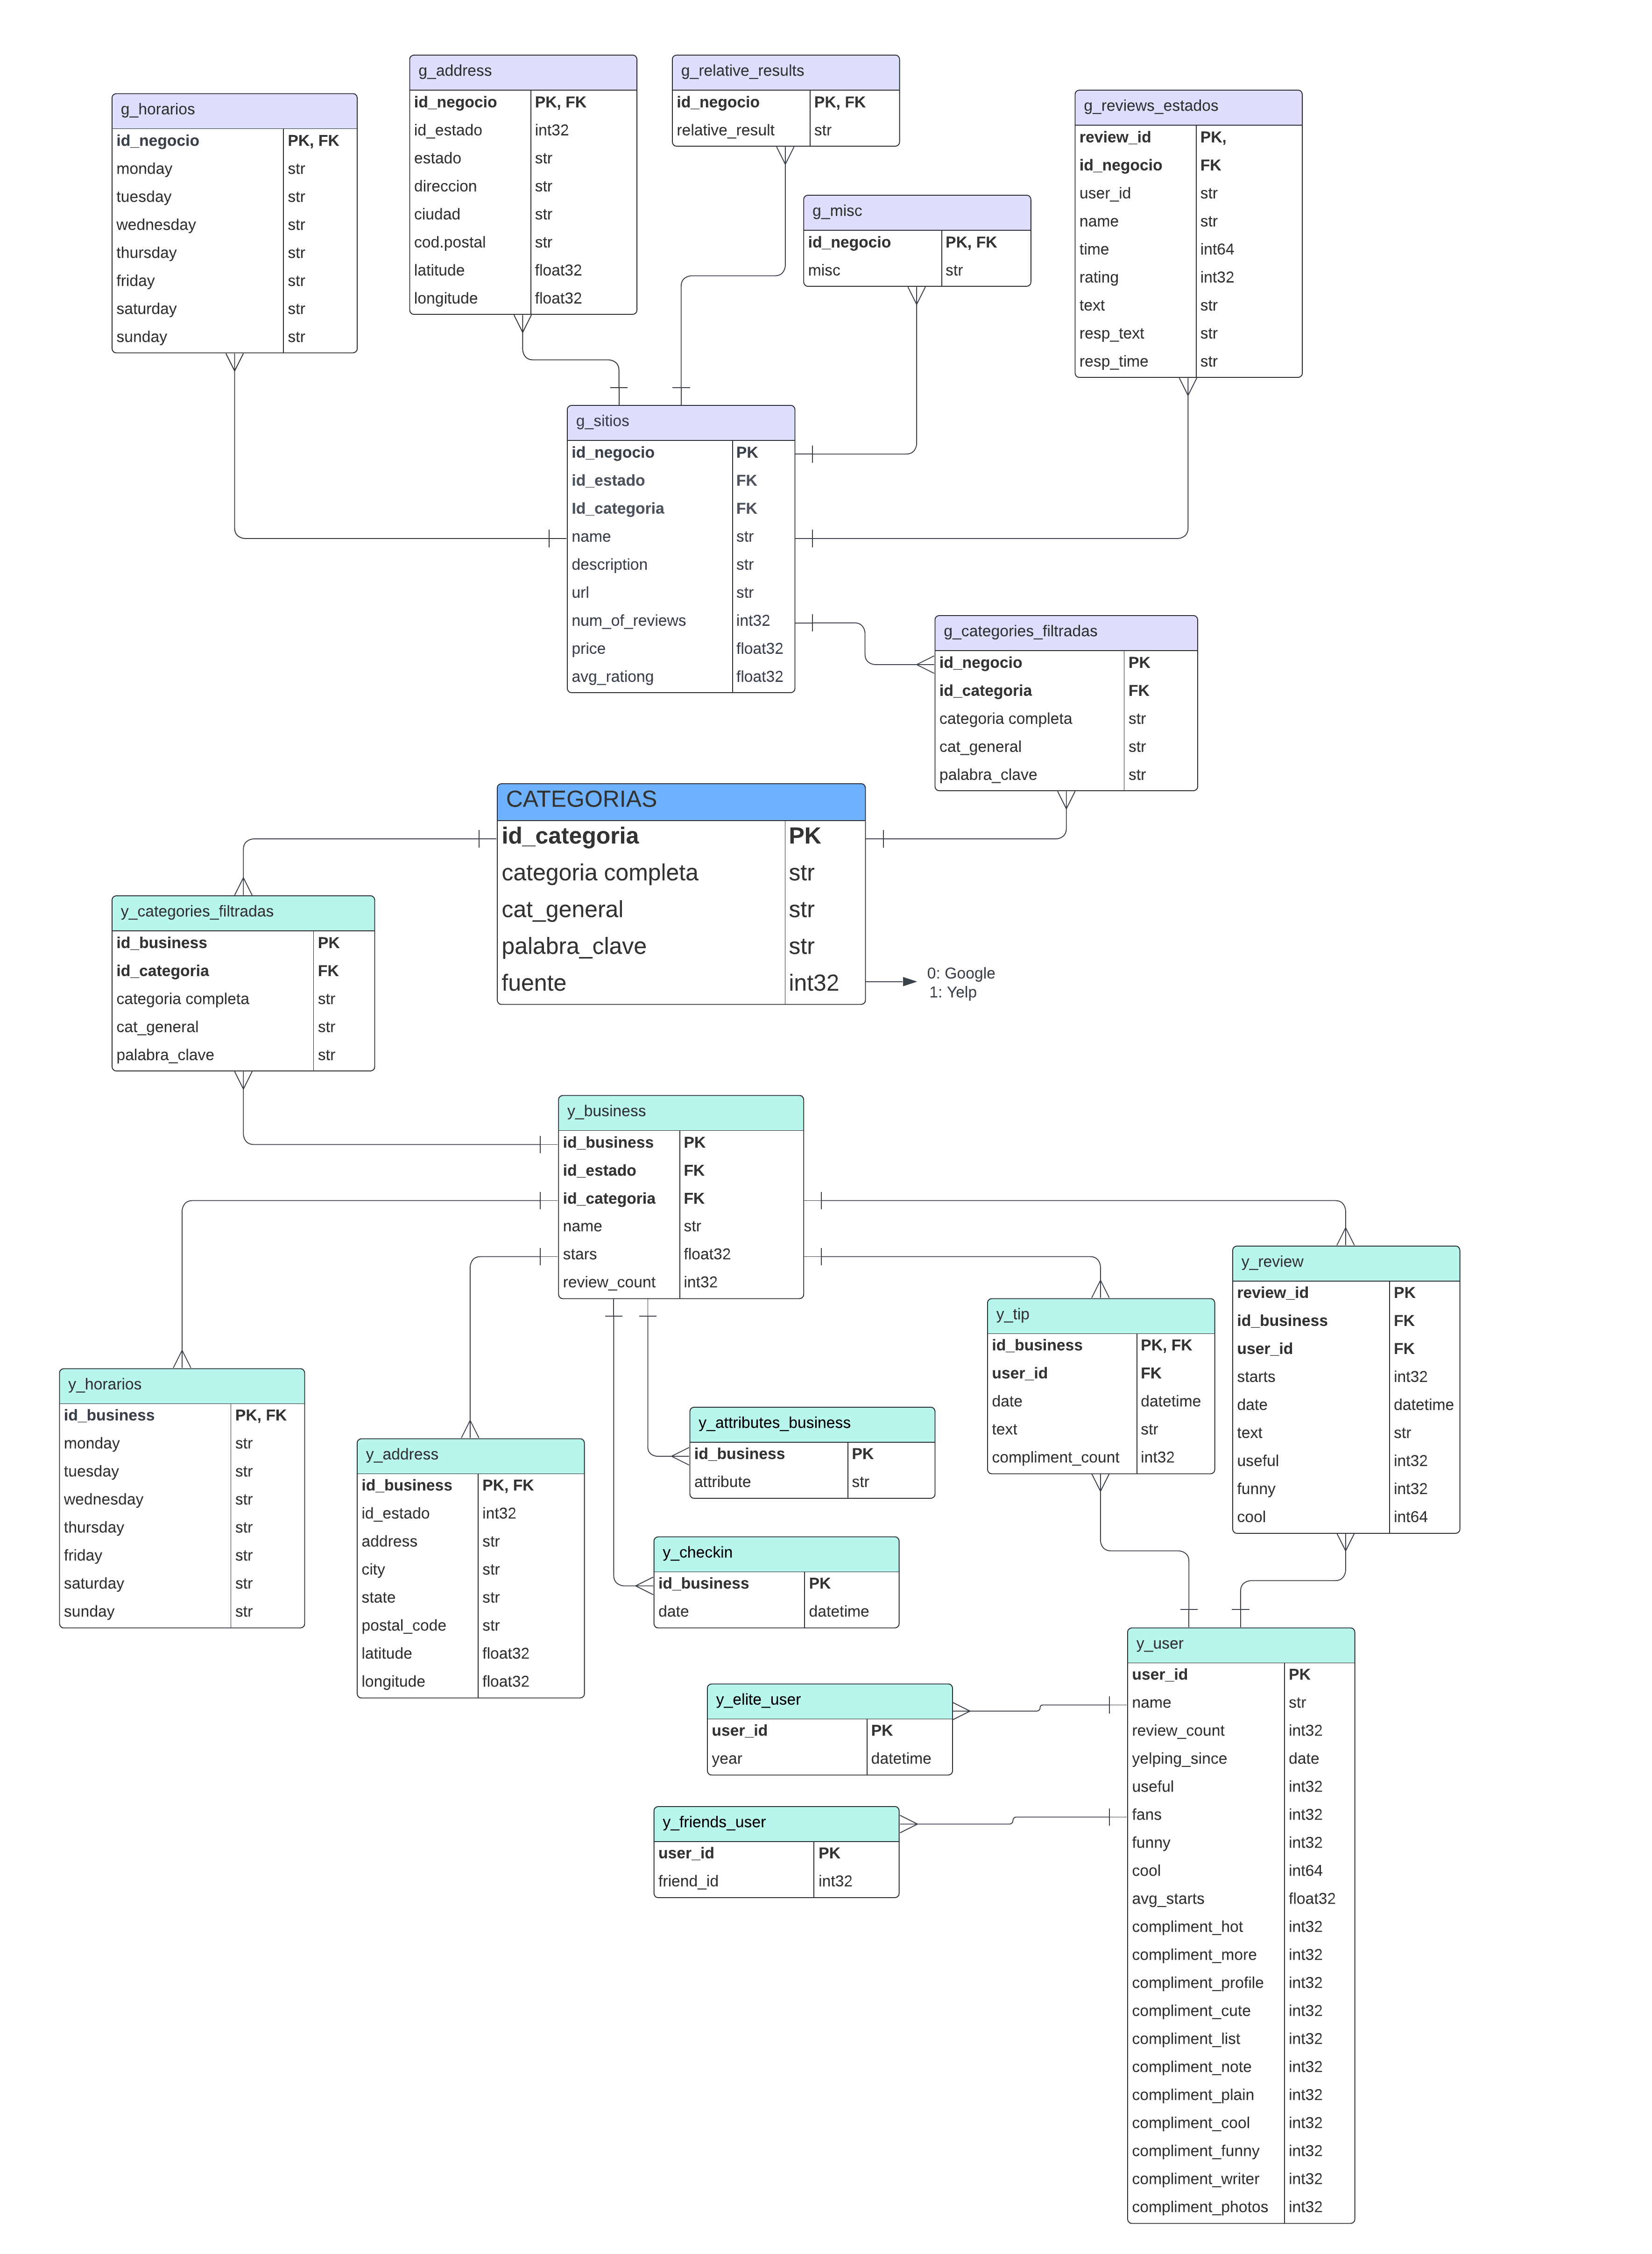 g_horarios
id_negocio PK, FK
monday str
tuesday str
wednesday str
thursday str
friday str
saturday str
sunday str
g_address
id_negocio PK, FK
id_estado int32
estado str
direccion str
ciudad str
cod.postal str
latitude float32
longitude float32
g_relative_results
id_negocio PK, FK
relative_result str
g_misc
id_negocio PK, FK
misc str
g_reviews_estados
review_id PK,
id_negocio FK
user_id str
name str
time int64
rating int32
text str
resp_text str
resp_time str
g_sitios
id_negocio PK
id_estado FK
Id_categoria FK
name str
description str
url str
num_of_reviews int32
price float32
avg_rationg float32
g_categories_filtradas
id_negocio PK
id_categoria FK
categoria completa str
cat_general str
palabra_clave str
CATEGORIAS
id_categoria PK
categoria completa str
cat_general str
palabra_clave str
fuente int32
0: Google
1: Yelp
y_categories_filtradas
id_business PK
id_categoria FK
categoria completa str
cat_general str
palabra_clave str
y_business
id_business PK
id_estado FK
id_categoria FK
name str
stars float32
review_count int32
y_horarios
id_business PK, FK
monday str
tuesday str
wednesday str
thursday str
friday str
saturday str
sunday str
y_address
id_business PK, FK
id_estado int32
address str
city str
state str
postal_code str
latitude float32
longitude float32
y_attributes_business
id_business PK
attribute str
y_checkin
id_business PK
date datetime
y_tip
id_business PK, FK
user_id FK
date datetime
text str
compliment_count int32
y_review
review_id PK
id_business FK
user_id FK
starts int32
date datetime
text str
useful int32
funny int32
cool int64
y_elite_user
user_id PK
year datetime
y_friends_user
user_id PK
friend_id int32
y_user
user_id PK
name str
review_count int32
yelping_since date
useful int32
fans int32
funny int32
cool int64
avg_starts float32
compliment_hot int32
compliment_more int32
compliment_profile int32
compliment_cute int32
compliment_list int32
compliment_note int32
compliment_plain int32
compliment_cool int32
compliment_funny int32
compliment_writer int32
compliment_photos int32